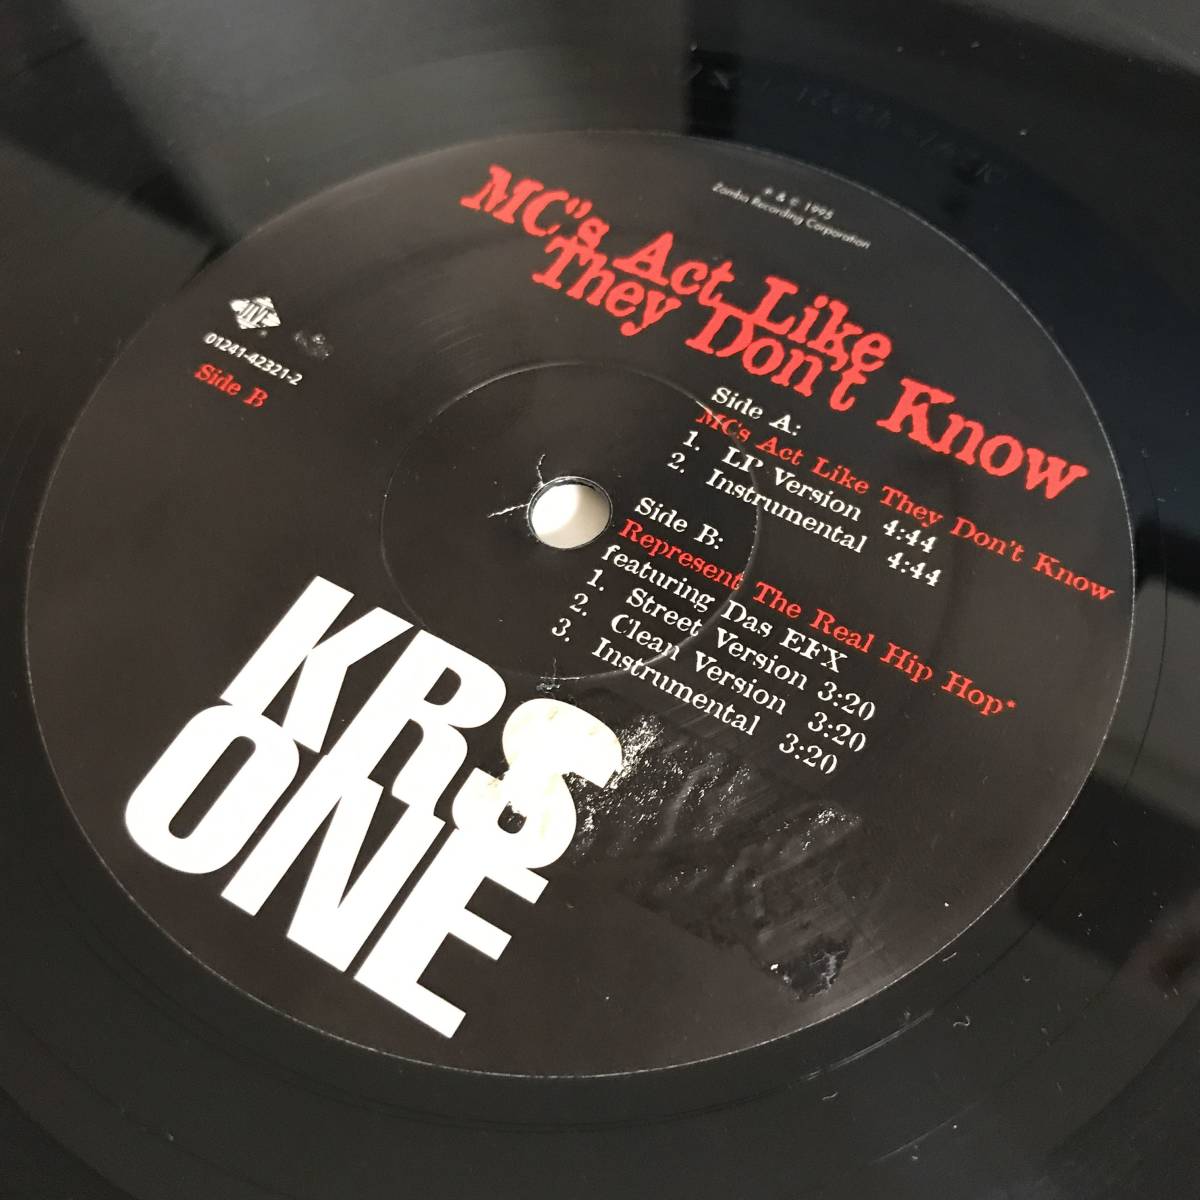 ℗ & © 1995
Zomba Recording Corporation
MC's Act Like
They Don't Know
JIVE
01241-42321-2
Side B
Side A:
MC's Act Like They Don't Know
1. LP Version 4:44
2. Instrumental 4:44
Side B:
Represent The Real Hip Hop*
featuring Das EFX
1. Street Version 3:20
2. Clean Version 3:20
3. Instrumental 3:20
KRS
ONE